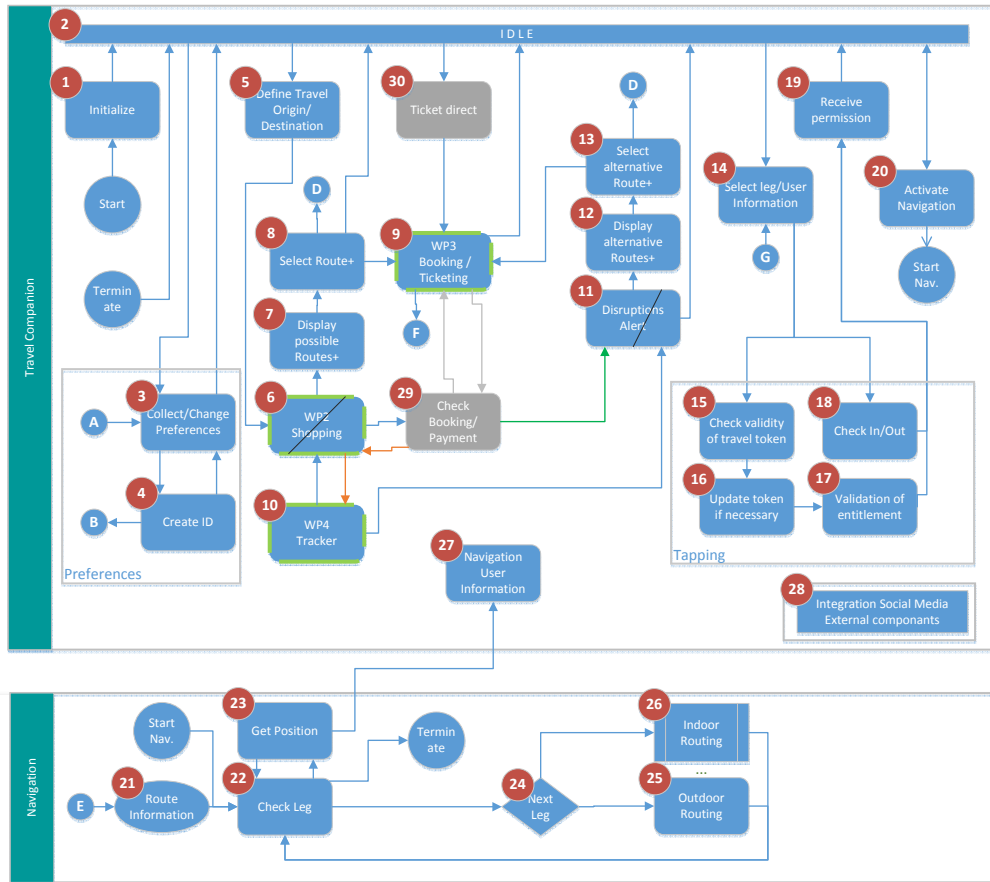 Travel Companion
2
IDLE
1
Initialize
Start
Termin
ate
5
Define Travel
Origin/
Destination
30
Ticket direct
D
8
Select Route+
9
WP3
Booking /
Ticketing
F
7
Display
possible
Routes+
6
WP2
Shopping
29
Check
Booking/
Payment
10
WP4
Tracker
A
3
Collect/Change
Preferences
4
Create ID
B
Preferences
D
13
Select
alternative
Route+
12
Display
alternative
Routes+
11
Disruptions
Alert
19
Receive
permission
14
Select leg/User
Information
G
20
Activate
Navigation
Start
Nav.
15
Check validity
of travel token
18
Check In/Out
16
Update token
if necessary
17
Validation of
entitlement
Tapping
27
Navigation
User
Information
28
Integration Social Media
External componants
Navigation
Start
Nav.
23
Get Position
Termin
ate
E
21
Route
Information
22
Check Leg
24
Next
Leg
26
Indoor
Routing
...
25
Outdoor
Routing